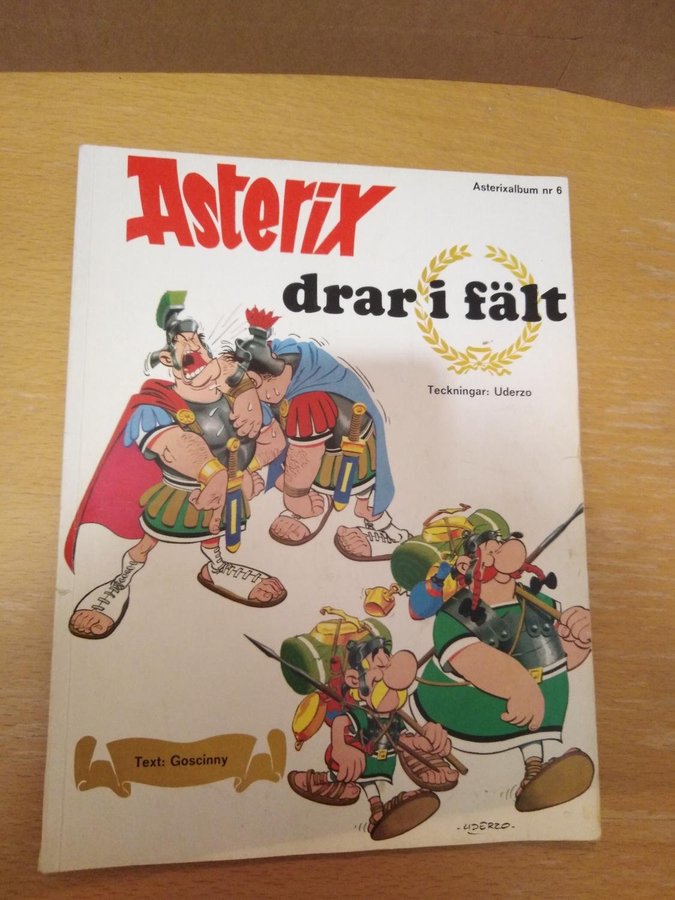 Asterix
Asterixalbum nr 6
drar i fält
Teckningar: Uderzo
Text: Goscinny
-UDERZO-